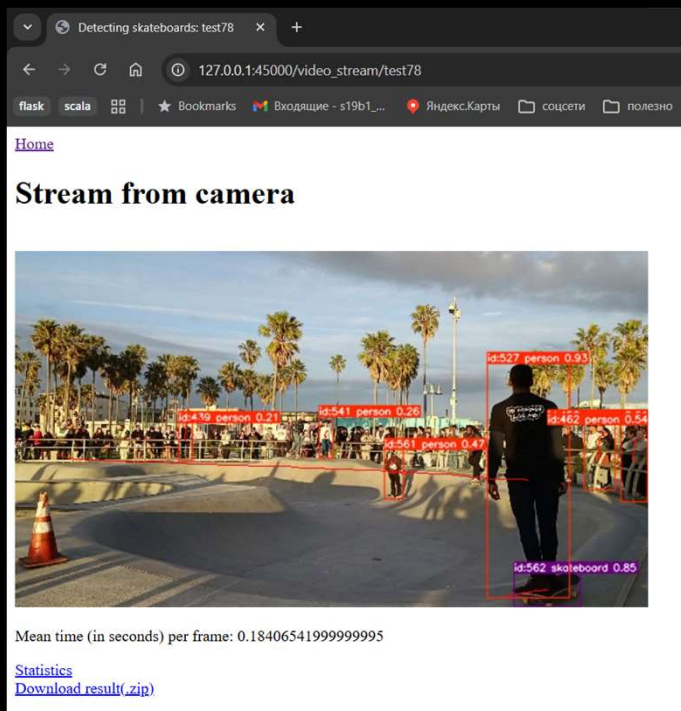 Detecting skateboards: test78
127.0.0.1:45000/video_stream/test78
flask scala Bookmarks Входящие - s19b1_... Яндекс.Карты соцсети полезно
Home
Stream from camera
id:527 person 0.93
id:439 person 0.21 id:541 person 0.26 id:462 person 0.54
id:561 person 0.47
id:562 skateboard 0.85
Mean time (in seconds) per frame: 0.18406541999999995
Statistics
Download result(.zip)